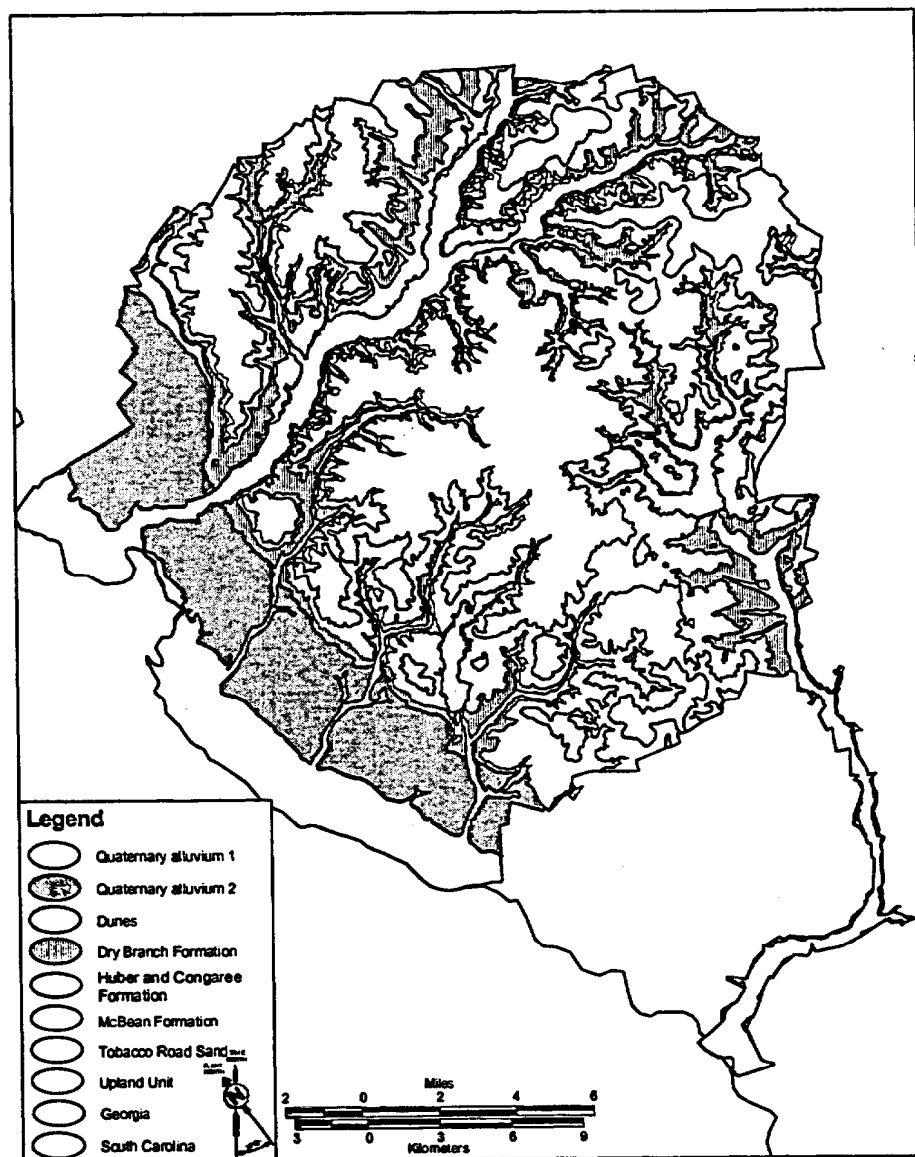 Legend
Quaternary alluvium 1
Quaternary alluvium 2
Dunes
Dry Branch Formation
Huber and Congaree
Formation
McBean Formation
Tobacco Road Sand
Upland Unit
Georgia
South Carolina
Miles
2 0 2 4 6
3 0 3 6 9
Kilometers